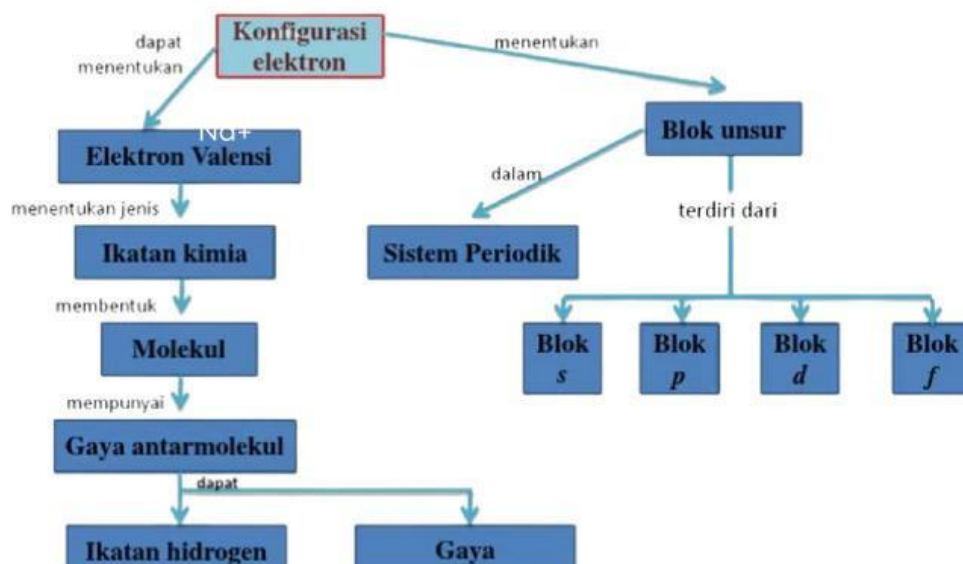 Konfigurasi
elektron
dapat
menentukan
menentukan
Na+
Elektron Valensi
Blok unsur
menentukan jenis
dalam
terdiri dari
Ikatan kimia
Sistem Periodik
membentuk
Molekul
Blok
s
Blok
p
Blok
d
Blok
f
mempunyai
Gaya antarmolekul
dapat
Ikatan hidrogen
Gaya